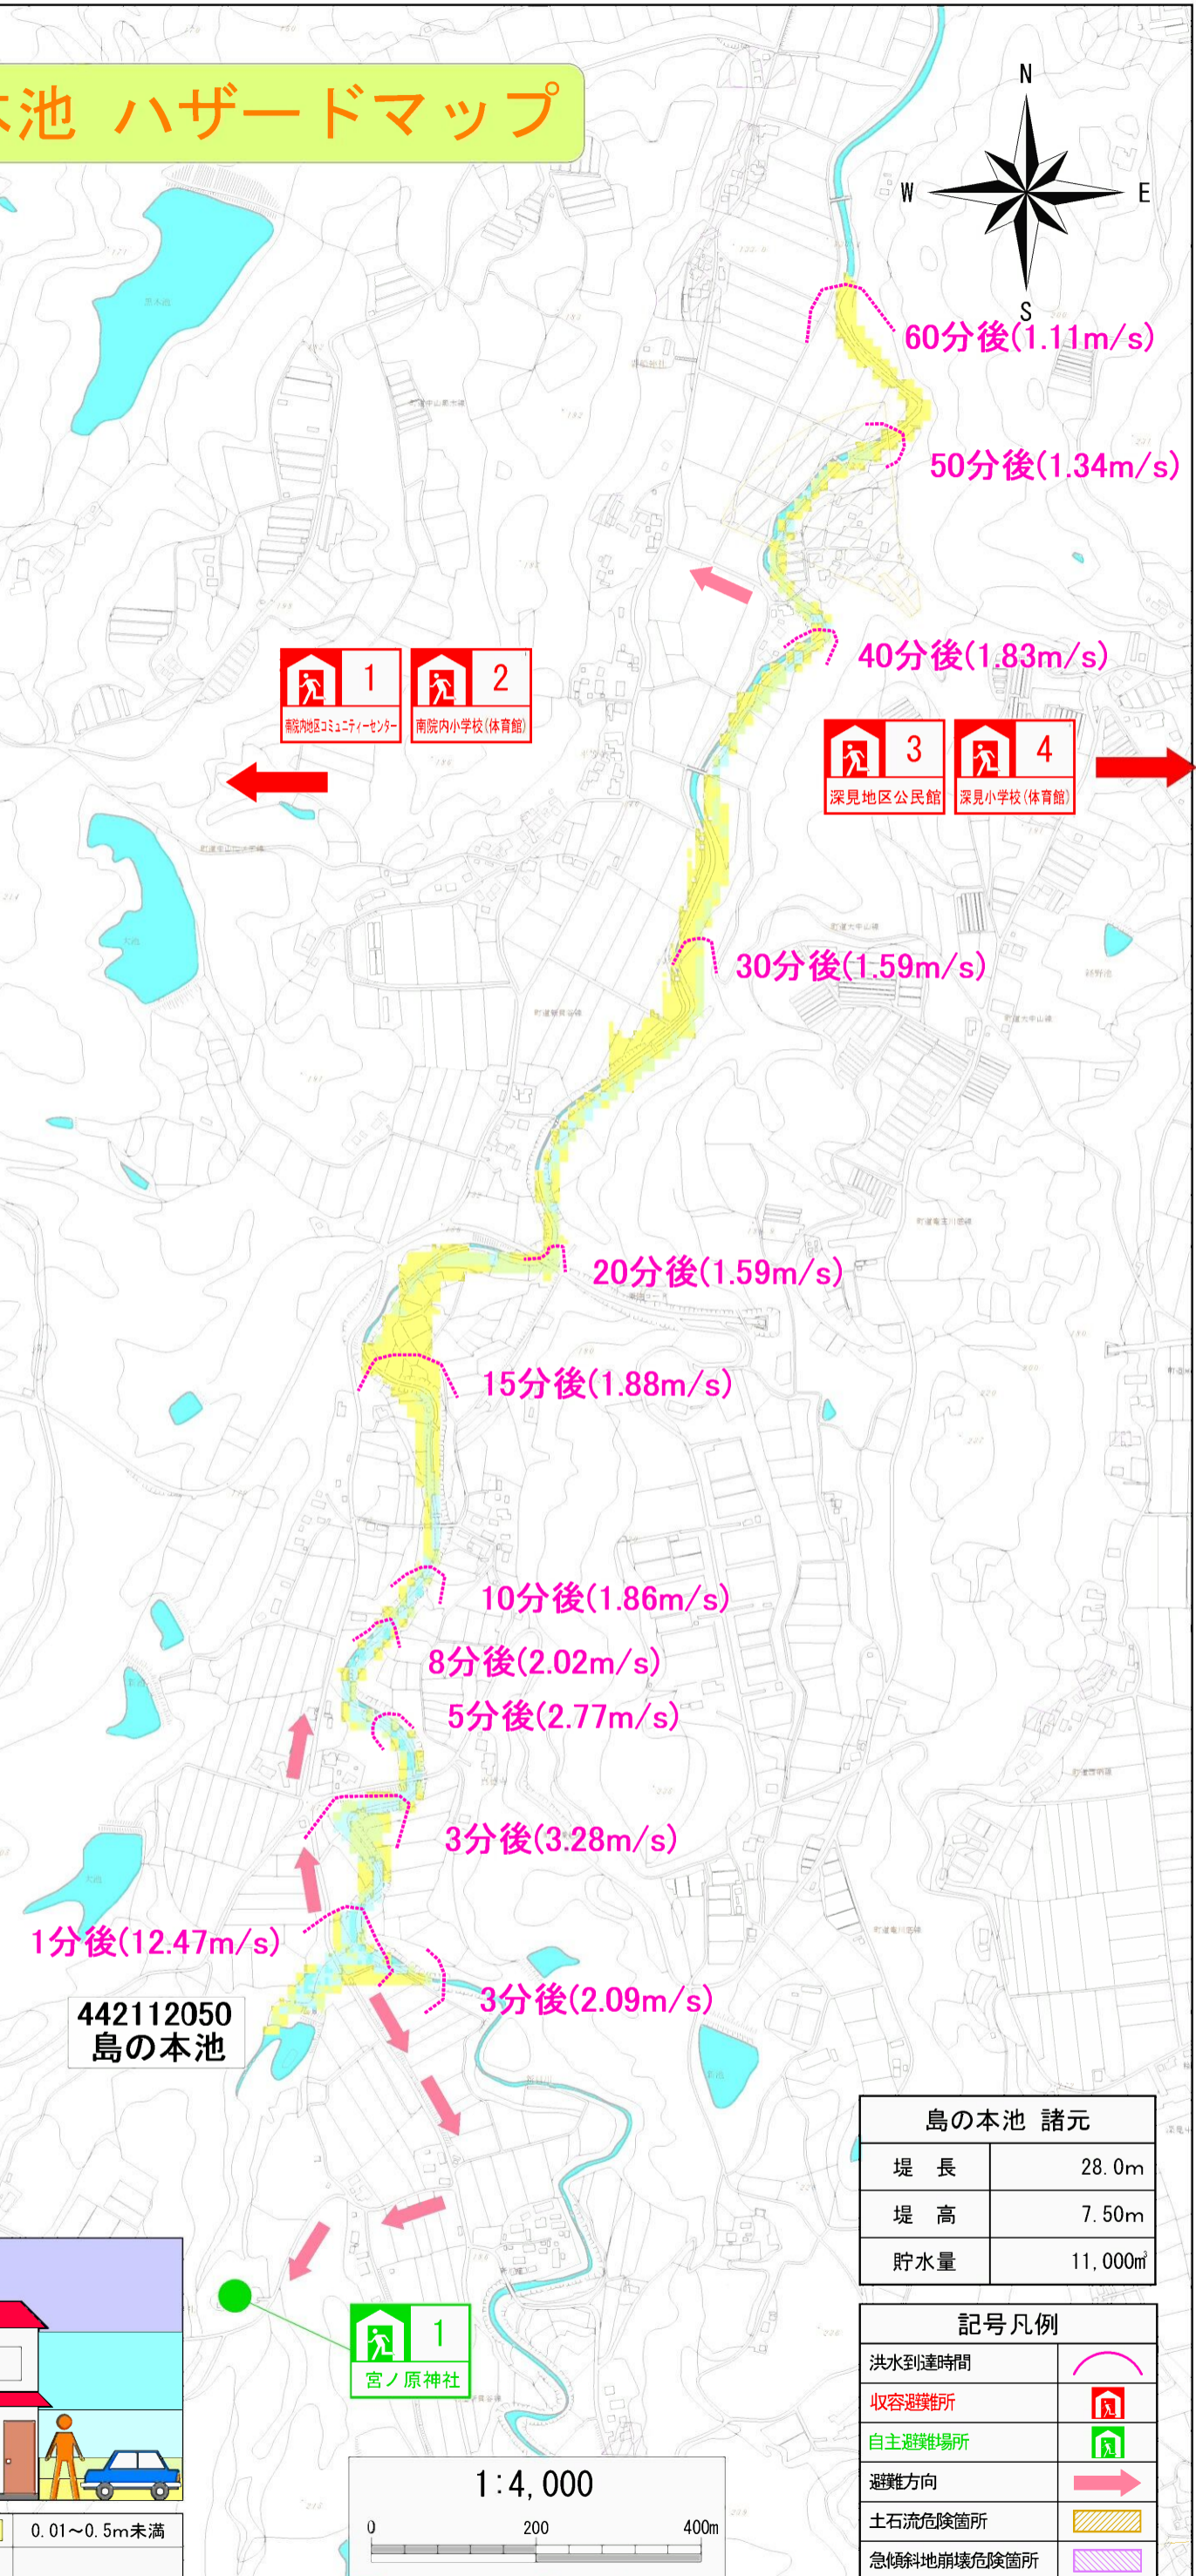 本池 ハザードマップ
N
W
E
S
60分後(1.11m/s)
50分後(1.34m/s)
40分後(1.83m/s)
1
南院内地区コミュニティーセンター
2
南院内小学校(体育館)
3
深見地区公民館
4
深見小学校(体育館)
30分後(1.59m/s)
20分後(1.59m/s)
15分後(1.88m/s)
10分後(1.86m/s)
8分後(2.02m/s)
5分後(2.77m/s)
3分後(3.28m/s)
1分後(12.47m/s)
3分後(2.09m/s)
442112050
島の本池
島の本池 諸元
堤 長 28.0m
堤 高 7.50m
貯水量 11,000㎥
1
宮ノ原神社
記号凡例
洪水到達時間
収容避難所
自主避難場所
避難方向
土石流危険箇所
急傾斜地崩壊危険箇所
1:4,000
0 200 400m
0.01～0.5m未満